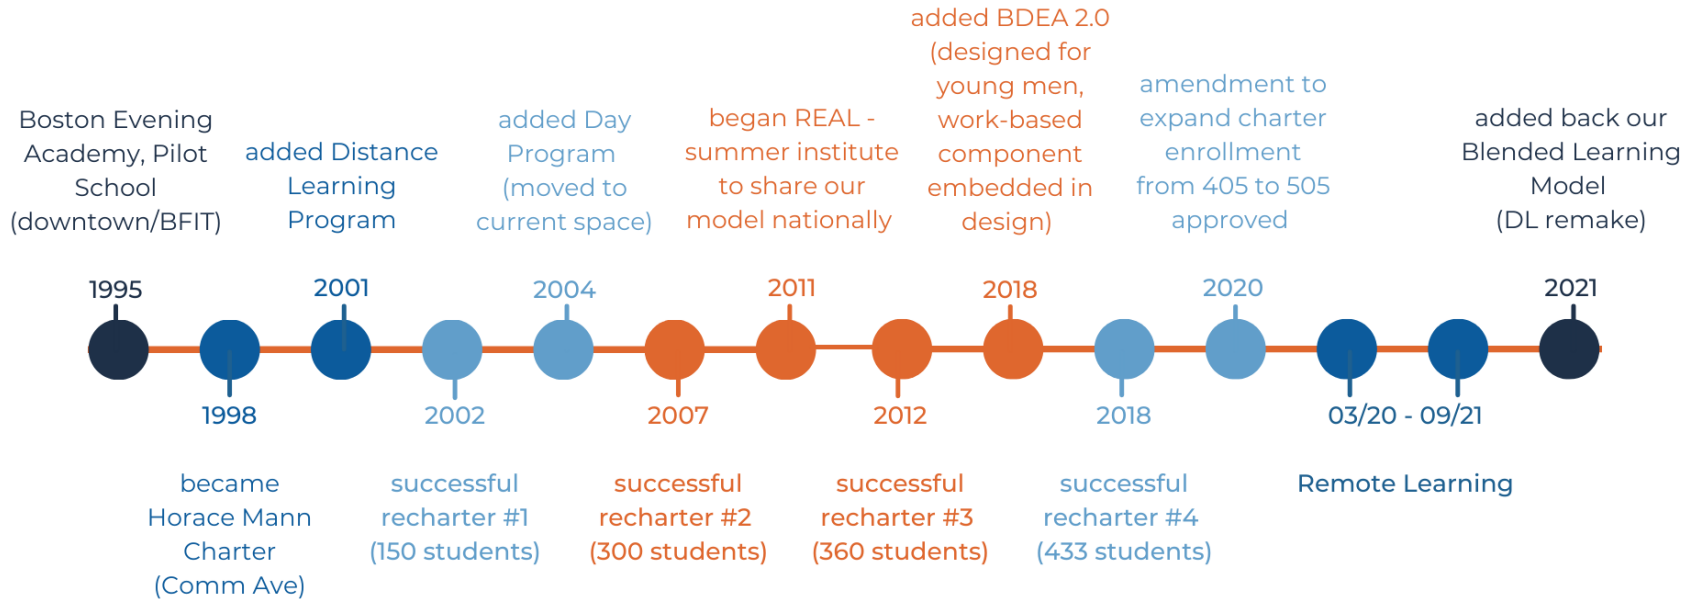 Boston Evening
Academy, Pilot
School
(downtown/BFIT)
added Distance
Learning
Program
added Day
Program
(moved to
current space)
began REAL -
summer institute
to share our
model nationally
added BDEA 2.0
(designed for
young men,
work-based
component
embedded in
design)
amendment to
expand charter
enrollment
from 405 to 505
approved
added back our
Blended Learning
Model
(DL remake)
1995
2001
2004
2011
2018
2020
2021
1998
2002
2007
2012
2018
03/20 - 09/21
became
Horace Mann
Charter
(Comm Ave)
successful
recharter #1
(150 students)
successful
recharter #2
(300 students)
successful
recharter #3
(360 students)
successful
recharter #4
(433 students)
Remote Learning